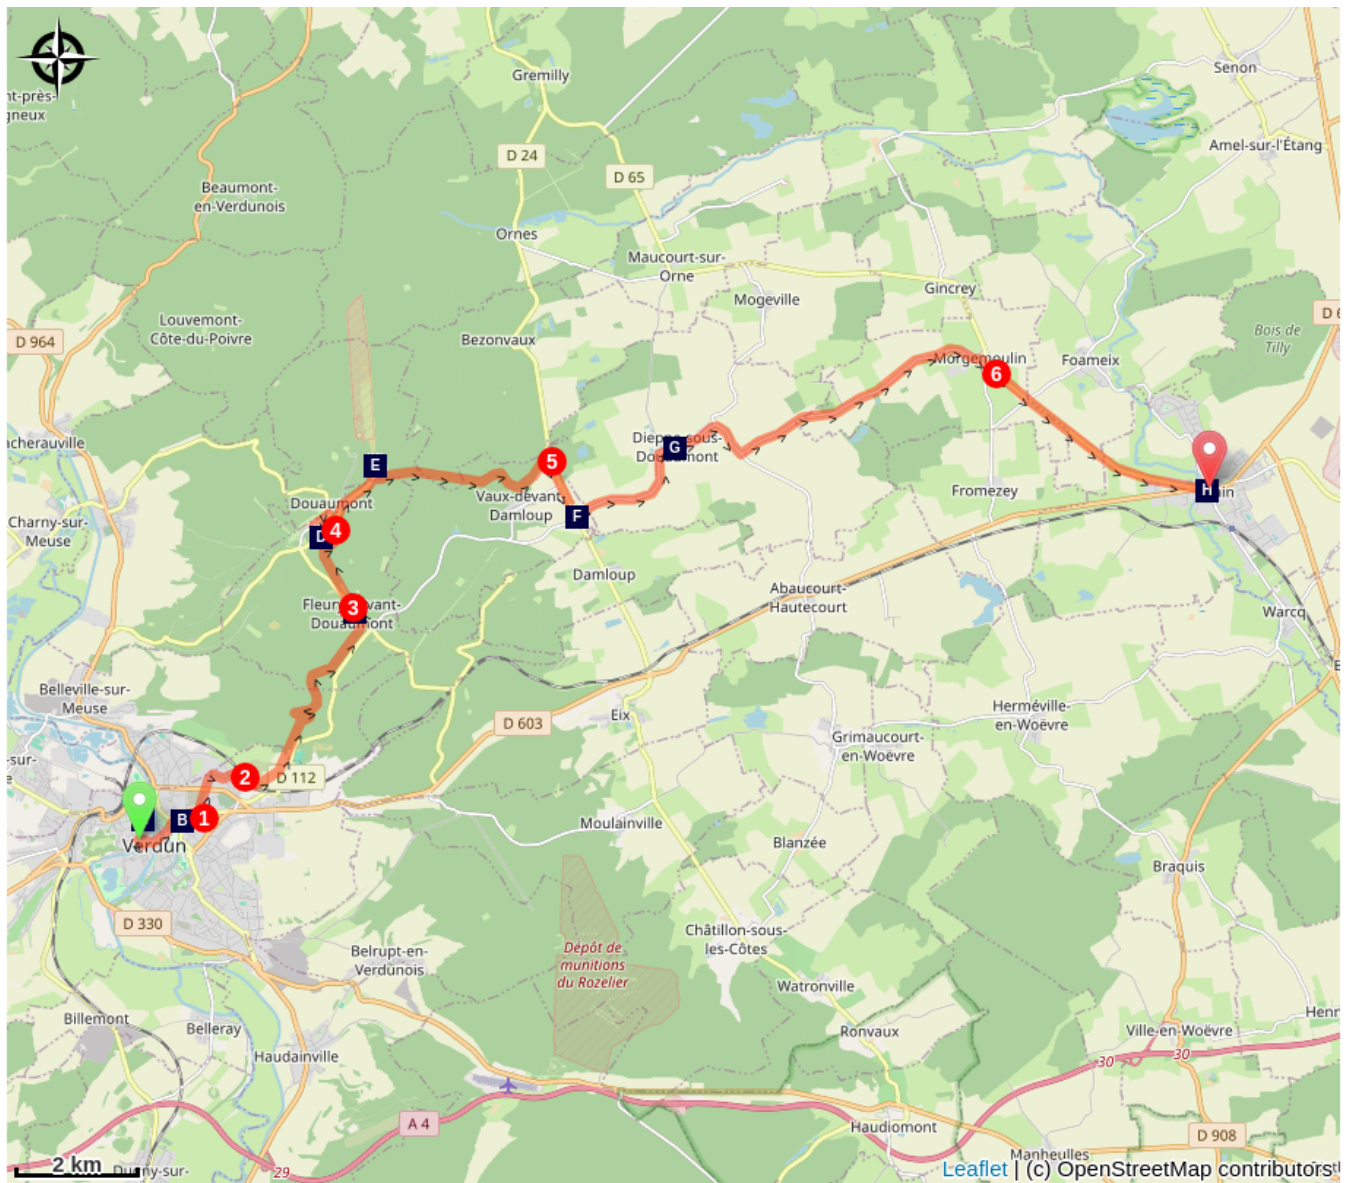 Senon
Gremilly
nt-près-
gneux
Amel-sur-l'Étang
D 24
D 65
Beaumont-
en-Verdunois
Ornes
Maucourt-sur-
Orne
Gincrey
Mogeville
Louvemont-
Côte-du-Poivre
D 6
Bois de
Tilly
D 964
Bezonvaux
Morgemoulin
Foameix
6
acherauville
G
5
E
Vaux-devant-
Damloup
Fromezey
H
Douaumont
4
D
F
Charny-sur-
Meuse
Damloup
Abaucourt-
Hautecourt
3
Warcq
Belleville-sur-
Meuse
Eix
Herméville-
en-Woëvre
D 603
Grimaucourt-
en-Woëvre
-sur-
e
2
D 112
B
1
Moulainville
Blanzée
Verdun
Braquis
D 330
Châtillon-sous-
les-Côtes
Belrupt-en-
Verdunois
Dépôt de
munitions
du Rozelier
Watronville
Billemont
Belleray
Ronvaux
Ville-en-Woëvre
Henn
Haudainville
30
30
A 4
Haudiomont
D 908
Manheulles
29
2 km
Leaflet | (c) OpenStreetMap contributors